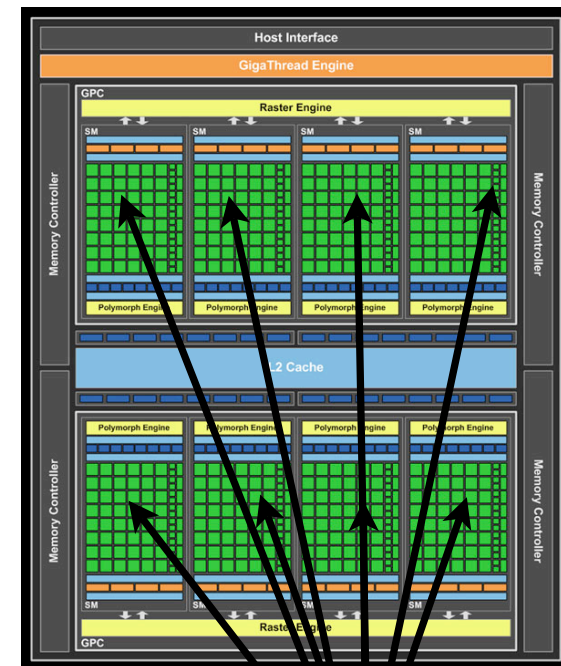 Host Interface
GigaThread Engine
GPC
Raster Engine
SM SM SM SM
Memory Controller
Memory Controller
Polymorph Engine Polymorph Engine Polymorph Engine Polymorph Engine
L2 Cache
Polymorph Engine Polymorph Engine Polymorph Engine Polymorph Engine
Memory Controller
Memory Controller
SM SM SM SM
Raster Engine
GPC